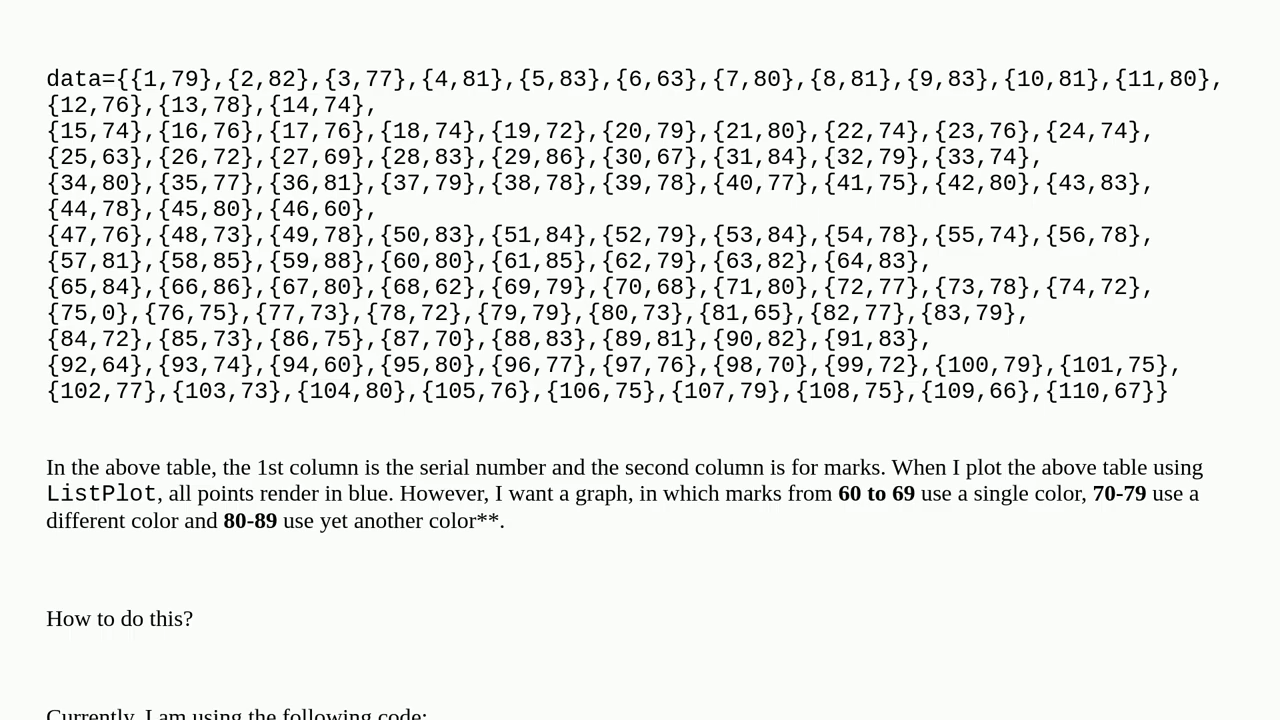 data={{1,79},{2,82},{3,77},{4,81},{5,83},{6,63},{7,80},{8,81},{9,83},{10,81},{11,80},
{12,76},{13,78},{14,74},
{15,74},{16,76},{17,76},{18,74},{19,72},{20,79},{21,80},{22,74},{23,76},{24,74},
{25,63},{26,72},{27,69},{28,83},{29,86},{30,67},{31,84},{32,79},{33,74},
{34,80},{35,77},{36,81},{37,79},{38,78},{39,78},{40,77},{41,75},{42,80},{43,83},
{44,78},{45,80},{46,60},
{47,76},{48,73},{49,78},{50,83},{51,84},{52,79},{53,84},{54,78},{55,74},{56,78},
{57,81},{58,85},{59,88},{60,80},{61,85},{62,79},{63,82},{64,83},
{65,84},{66,86},{67,80},{68,62},{69,79},{70,68},{71,80},{72,77},{73,78},{74,72},
{75,0},{76,75},{77,73},{78,72},{79,79},{80,73},{81,65},{82,77},{83,79},
{84,72},{85,73},{86,75},{87,70},{88,83},{89,81},{90,82},{91,83},
{92,64},{93,74},{94,60},{95,80},{96,77},{97,76},{98,70},{99,72},{100,79},{101,75},
{102,77},{103,73},{104,80},{105,76},{106,75},{107,79},{108,75},{109,66},{110,67}}
In the above table, the 1st column is the serial number and the second column is for marks. When I plot the above table using
ListPlot, all points render in blue. However, I want a graph, in which marks from 60 to 69 use a single color, 70-79 use a
different color and 80-89 use yet another color**.
How to do this?
Currently, I am using the following code: